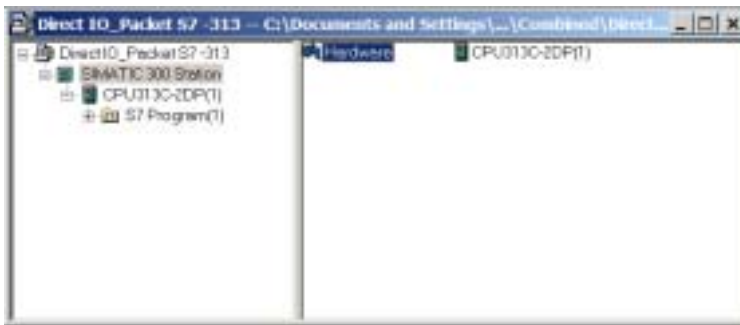 Direct IO_Packet S7 -313 -- C:\Documents and Settings\...\Combined\Direct...
DirectIO_Packet S7 -313
SIMATIC 300 Station
CPU313C-2DP(1)
S7 Program(1)
Hardware
CPU313C-2DP(1)